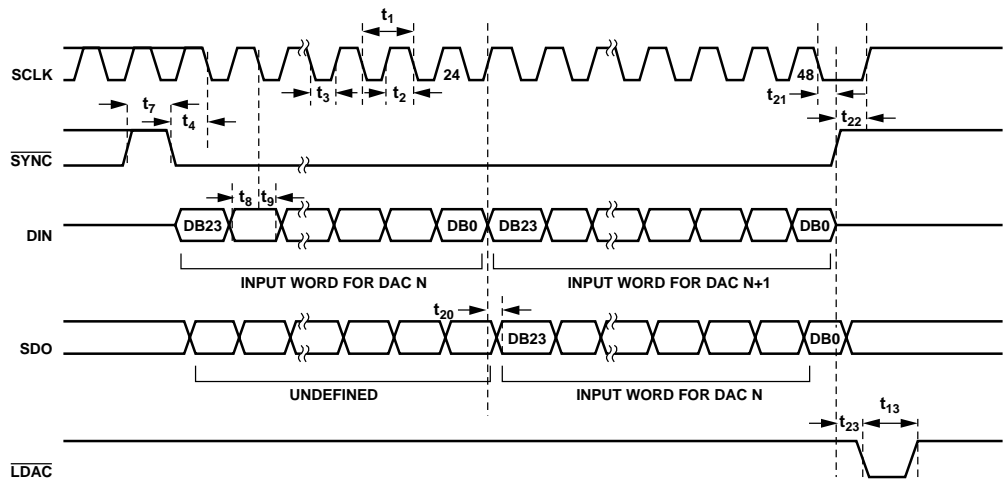 t1
SCLK
24
48
t3
t2
t21
t7
t4
t22
SYNC
t8
t9
DIN
DB23
DB0
DB23
DB0
INPUT WORD FOR DAC N
INPUT WORD FOR DAC N+1
t20
SDO
DB23
DB0
UNDEFINED
INPUT WORD FOR DAC N
t23
t13
LDAC